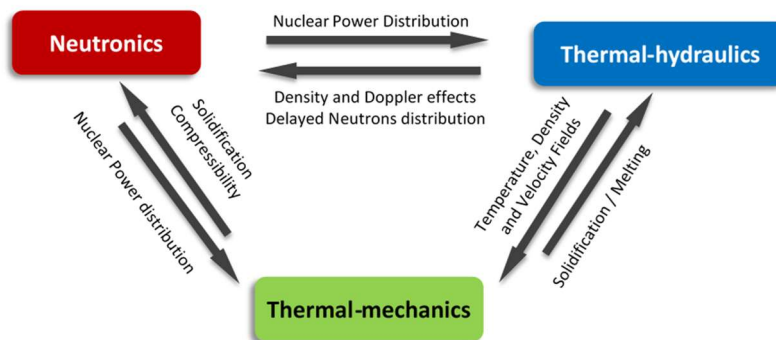 Nuclear Power Distribution
Neutronics
Thermal-hydraulics
Density and Doppler effects
Delayed Neutrons distribution
Solidification
Compressibility
Nuclear Power distribution
Temperature, Density
and Velocity Fields
Solidification / Melting
Thermal-mechanics